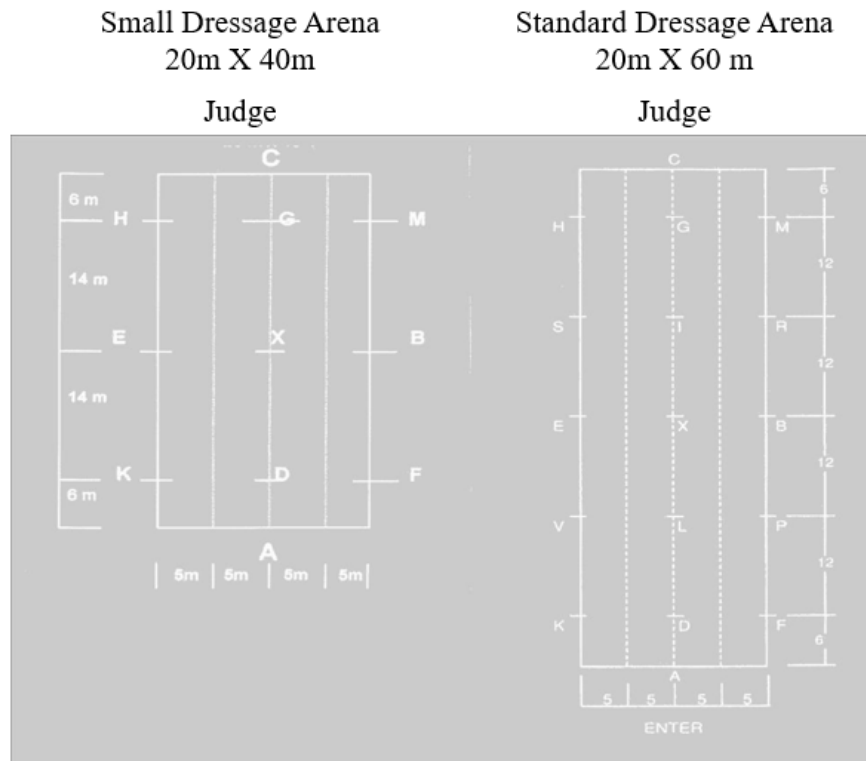 Small Dressage Arena
20m X 40m
Judge
C
6 m
H G M
14 m
E X B
14 m
K D F
6 m
A
5m 5m 5m 5m
Standard Dressage Arena
20m X 60 m
Judge
C
6
H G M
12
S I R
12
E X B
12
V L P
12
K D F
6
A
5 5 5 5
ENTER